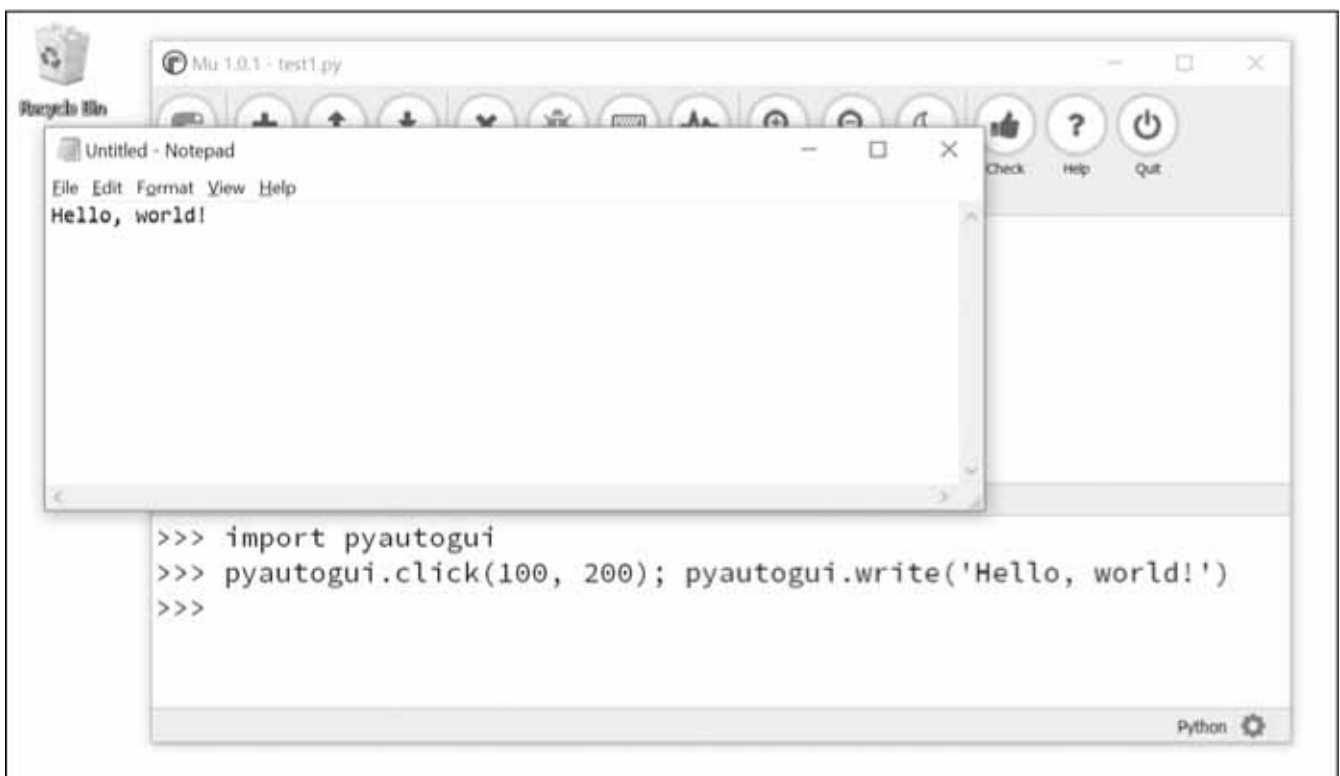 Recycle Bin
Mu 1.0.1 - test1.py
Check Help Quit
Untitled - Notepad
File Edit Format View Help
Hello, world!
>>> import pyautogui
>>> pyautogui.click(100, 200); pyautogui.write('Hello, world!')
>>>
Python